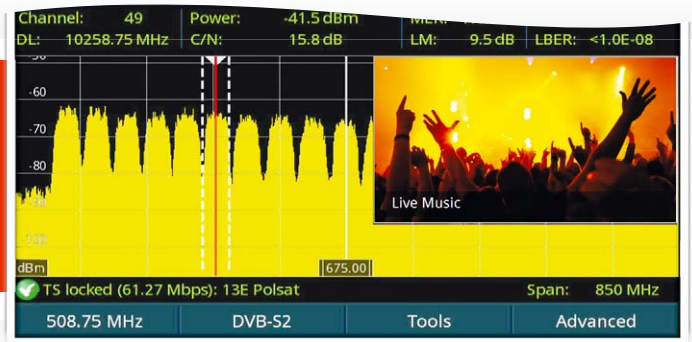 Channel: 49 Power: -41.5 dBm MER:
DL: 10258.75 MHz C/N: 15.8 dB LM: 9.5 dB LBER: <1.0E-08
-60
-70
-80
Live Music
dBm 675.00
TS locked (61.27 Mbps): 13E Polsat Span: 850 MHz
508.75 MHz DVB-S2 Tools Advanced